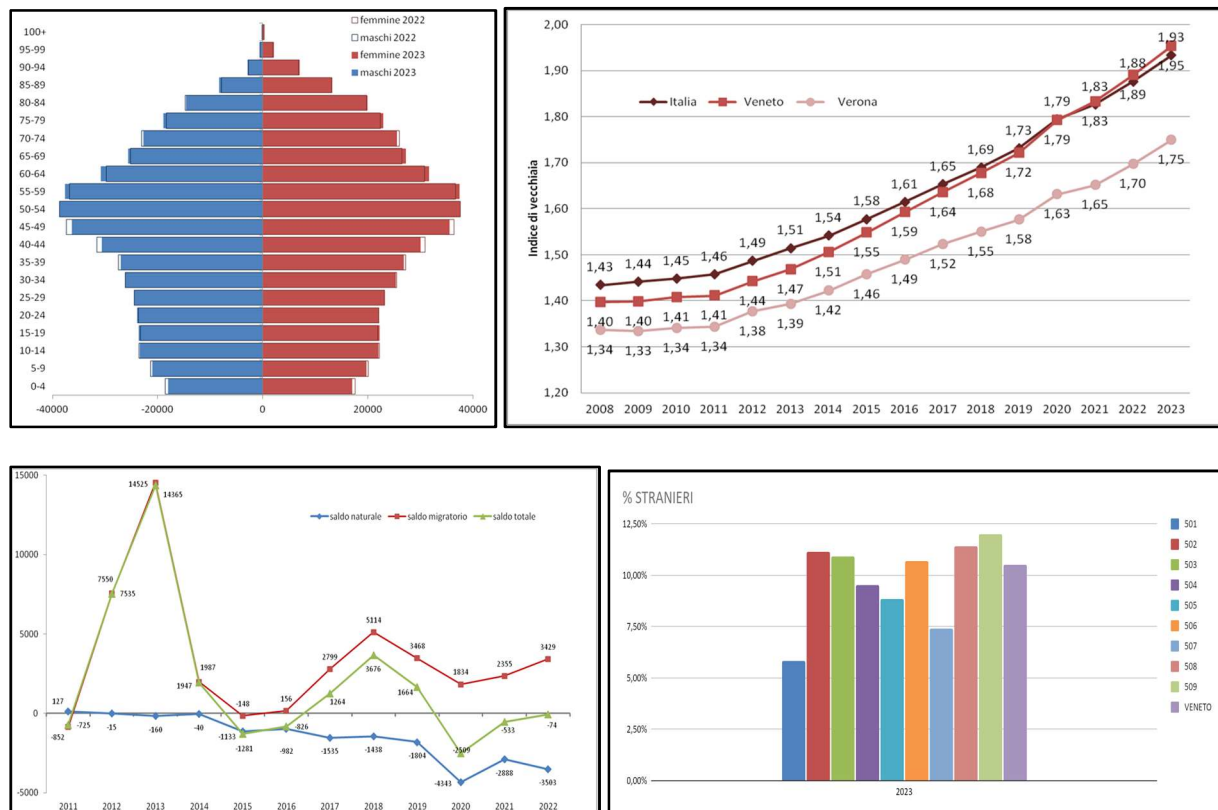 100+
95-99
90-94
85-89
80-84
75-79
70-74
65-69
60-64
55-59
50-54
45-49
40-44
35-39
30-34
25-29
20-24
15-19
10-14
5-9
0-4
-40000 -20000 0 20000 40000
femmine 2022
maschi 2022
femmine 2023
maschi 2023
Indice di vecchiaia
2,00
1,90
1,80
1,70
1,60
1,50
1,40
1,30
1,20
Italia Veneto Verona
1,43 1,44 1,45 1,46 1,49 1,51 1,54 1,58 1,61 1,65 1,69 1,73 1,79 1,83 1,88 1,93
1,40 1,40 1,41 1,41 1,44 1,47 1,51 1,55 1,59 1,64 1,68 1,72 1,79 1,83 1,89 1,95
1,34 1,33 1,34 1,34 1,38 1,39 1,42 1,46 1,49 1,52 1,55 1,58 1,63 1,65 1,70 1,75
2008 2009 2010 2011 2012 2013 2014 2015 2016 2017 2018 2019 2020 2021 2022 2023
15000
10000
5000
0
-5000
saldo naturale saldo migratorio saldo totale
-852 7550 14525 1987 -148 156 2799 5114 3468 1834 2355 3429
-725 7535 14365 1947 -1281 -826 1264 3676 1664 -2509 -533 -74
127 -15 -160 -40 -1133 -982 -1535 -1438 -1804 -4343 -2888 -3503
2011 2012 2013 2014 2015 2016 2017 2018 2019 2020 2021 2022
% STRANIERI
12,50%
10,00%
7,50%
5,00%
2,50%
0,00%
2023
501
502
503
504
505
506
507
508
509
VENETO